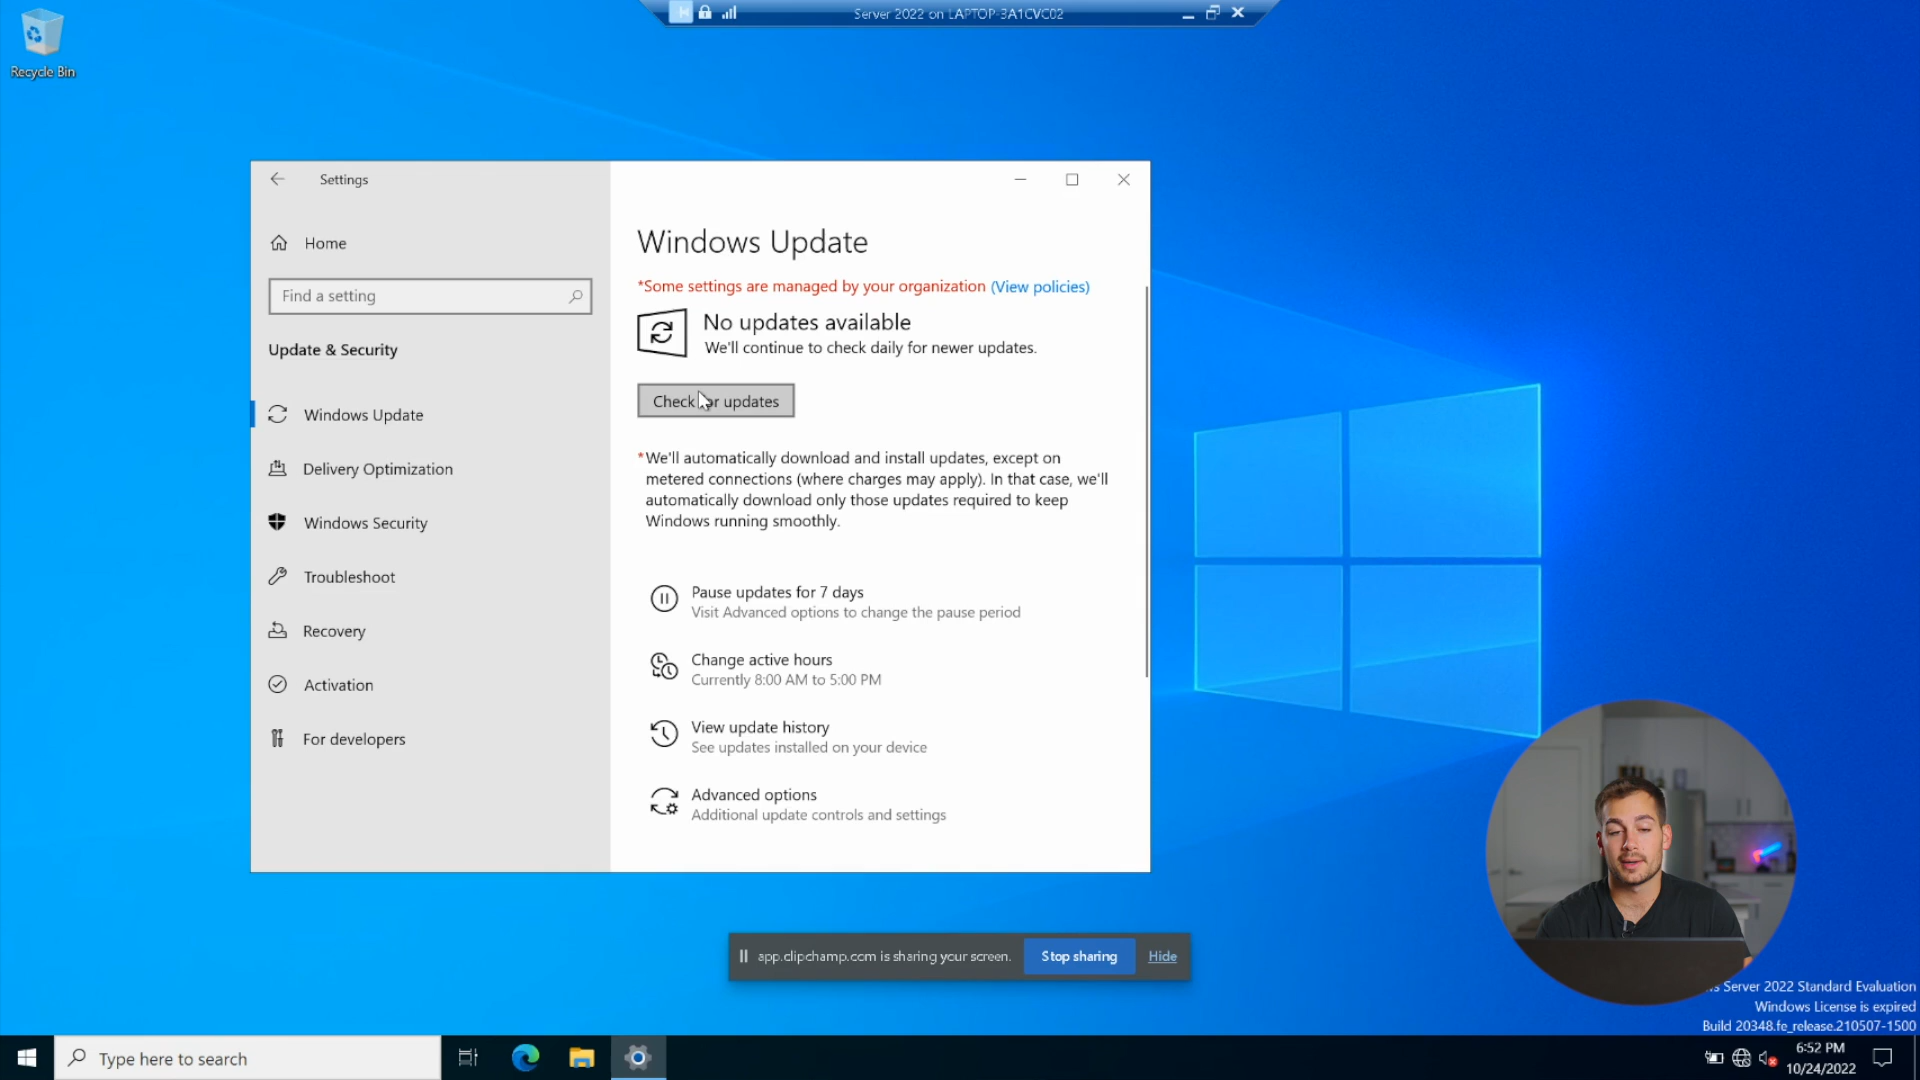 Server 2022 on LAPTOP-3A1CVC02
Recycle Bin
Settings
Home
Find a setting
Update & Security
Windows Update
Delivery Optimization
Windows Security
Troubleshoot
Recovery
Activation
For developers
Windows Update
*Some settings are managed by your organization (View policies)
No updates available
We'll continue to check daily for newer updates.
Check for updates
*We'll automatically download and install updates, except on
metered connections (where charges may apply). In that case, we'll
automatically download only those updates required to keep
Windows running smoothly.
Pause updates for 7 days
Visit Advanced options to change the pause period
Change active hours
Currently 8:00 AM to 5:00 PM
View update history
See updates installed on your device
Advanced options
Additional update controls and settings
app.clipchamp.com is sharing your screen.
Stop sharing
Hide
Server 2022 Standard Evaluation
Windows License is expired
Build 20348.fe_release.210507-1500
Type here to search
6:52 PM
10/24/2022